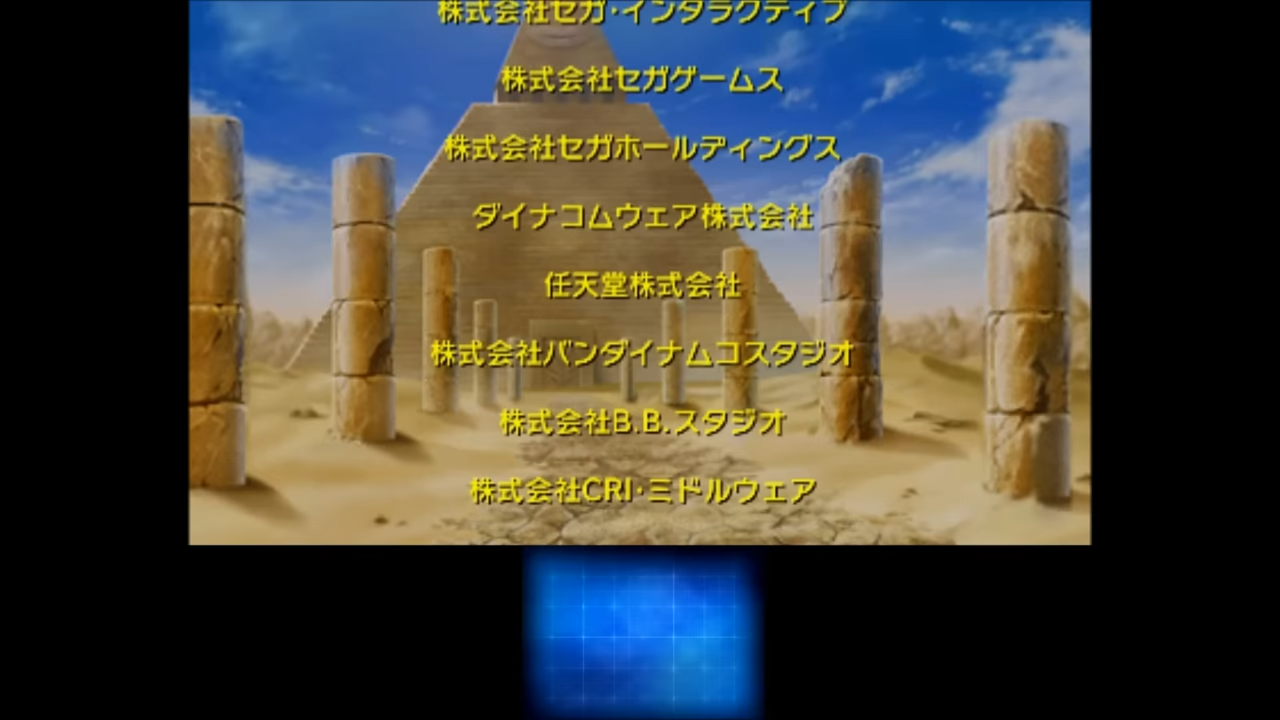 株式会社セガ・インタラクティブ
株式会社セガゲームス
株式会社セガホールディングス
ダイナコムウェア株式会社
任天堂株式会社
株式会社バンダイナムコスタジオ
株式会社B.B.スタジオ
株式会社CRI・ミドルウェア